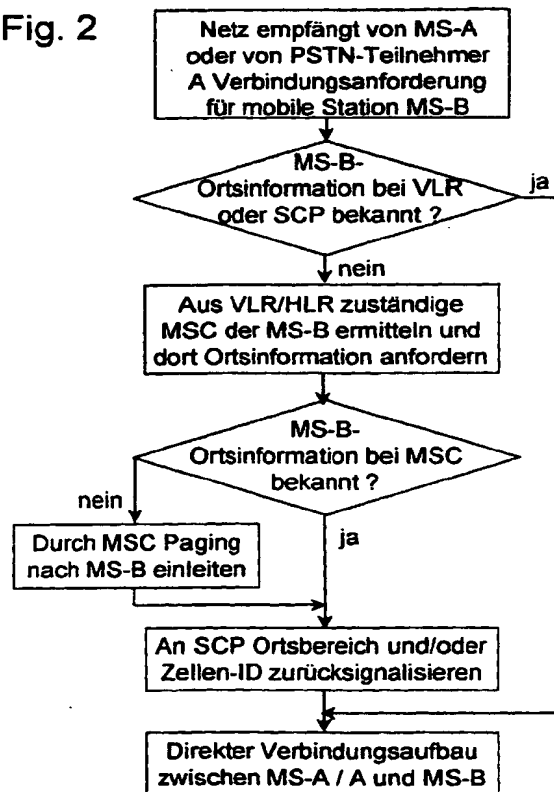 Fig. 2
Netz empfängt von MS-A
oder von PSTN-Teilnehmer
A Verbindungsanforderung
für mobile Station MS-B
MS-B-
Ortsinformation bei VLR
oder SCP bekannt ?
ja
nein
Aus VLR/HLR zuständige
MSC der MS-B ermitteln und
dort Ortsinformation anfordern
MS-B-
Ortsinformation bei MSC
bekannt ?
nein
ja
Durch MSC Paging
nach MS-B einleiten
An SCP Ortsbereich und/oder
Zellen-ID zurücksignalisieren
Direkter Verbindungsaufbau
zwischen MS-A / A und MS-B